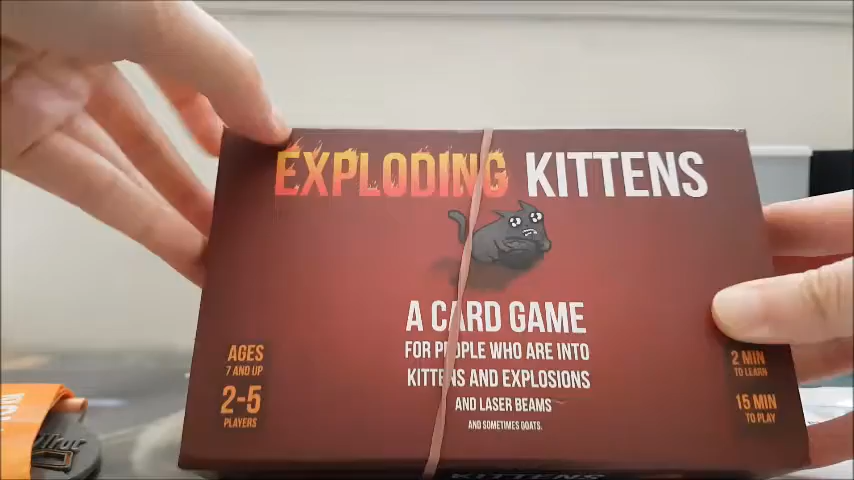 EXPLODING KITTENS
A CARD GAME
FOR PEOPLE WHO ARE INTO
KITTENS AND EXPLOSIONS
AND LASER BEAMS
AND SOMETIMES GOATS.
AGES
7 AND UP
2-5
PLAYERS
2 MIN
TO LEARN
15 MIN
TO PLAY
KITTENS